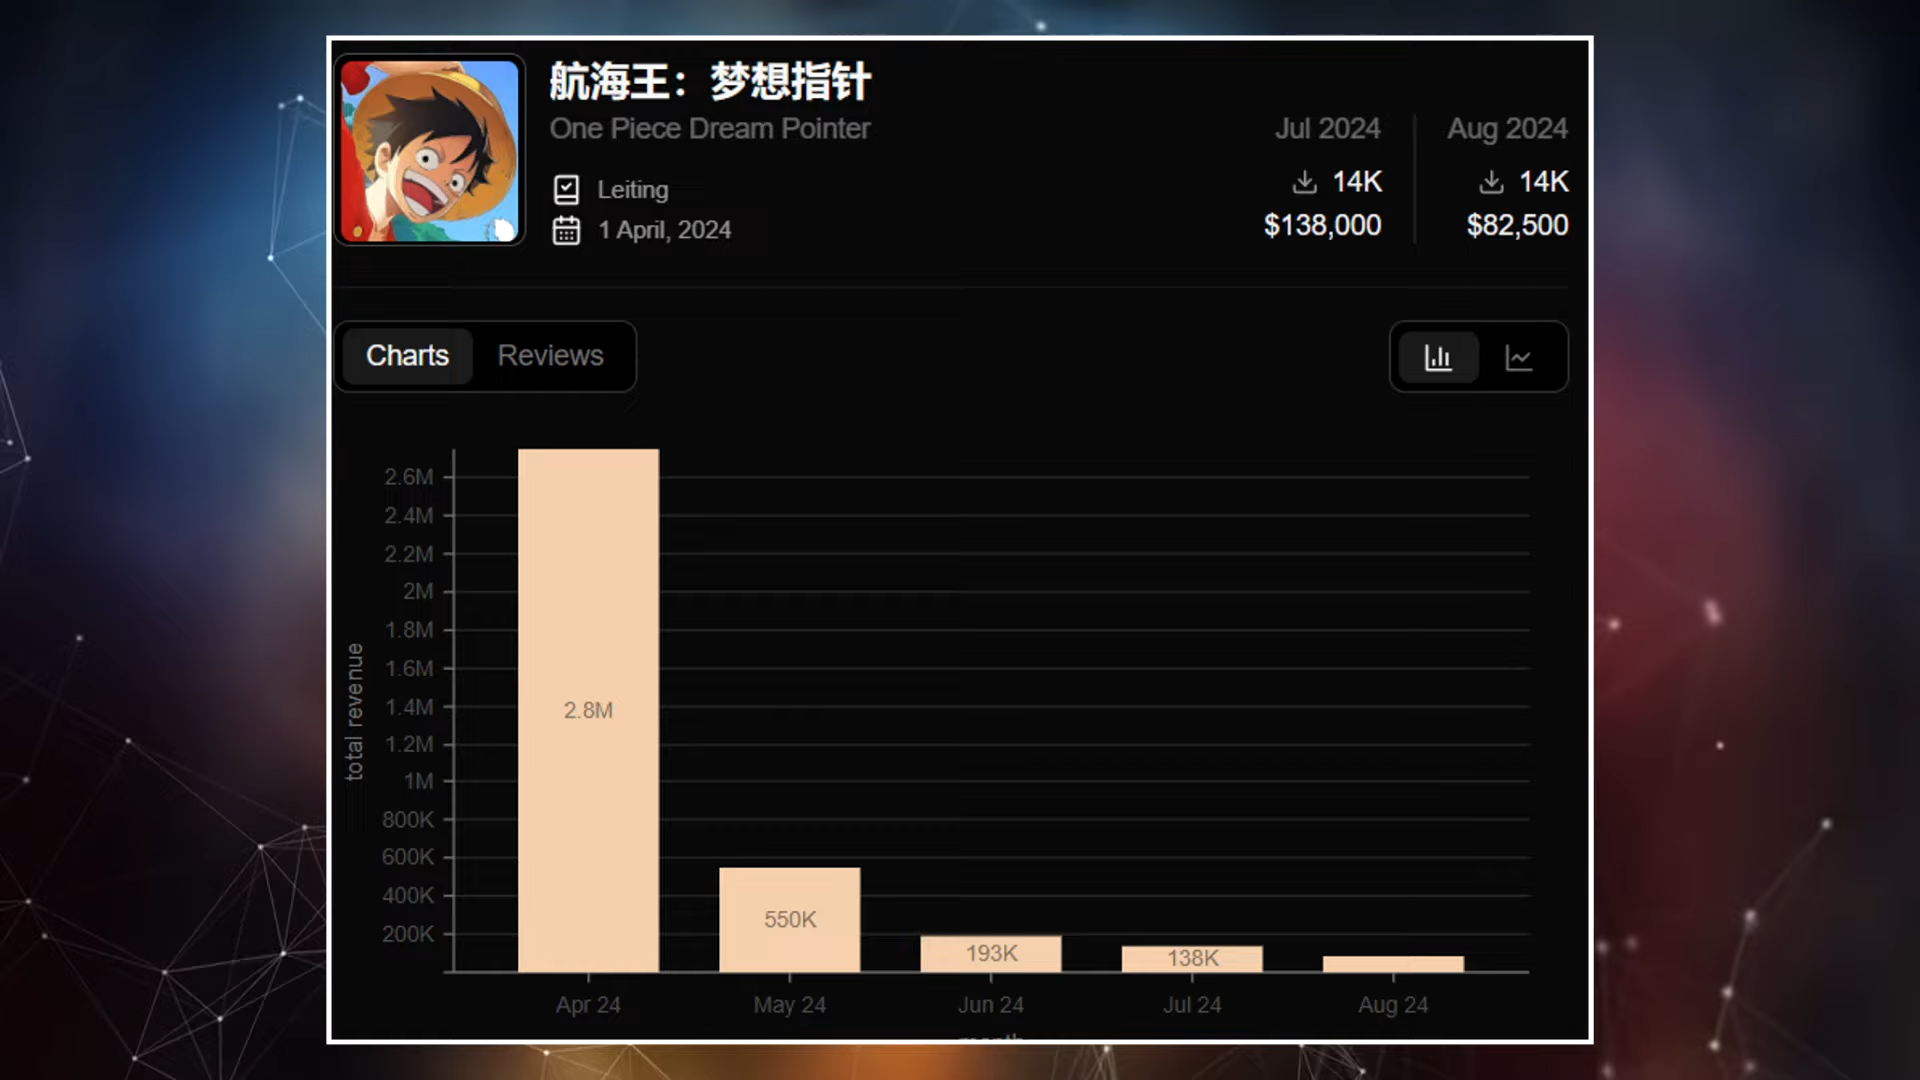 航海王：梦想指针
One Piece Dream Pointer
Leiting
1 April, 2024
Jul 2024
14K
$138,000
Aug 2024
14K
$82,500
Charts
Reviews
total revenue
2.6M
2.4M
2.2M
2M
1.8M
1.6M
1.4M
1.2M
1M
800K
600K
400K
200K
2.8M
550K
193K
138K
Apr 24
May 24
Jun 24
Jul 24
Aug 24